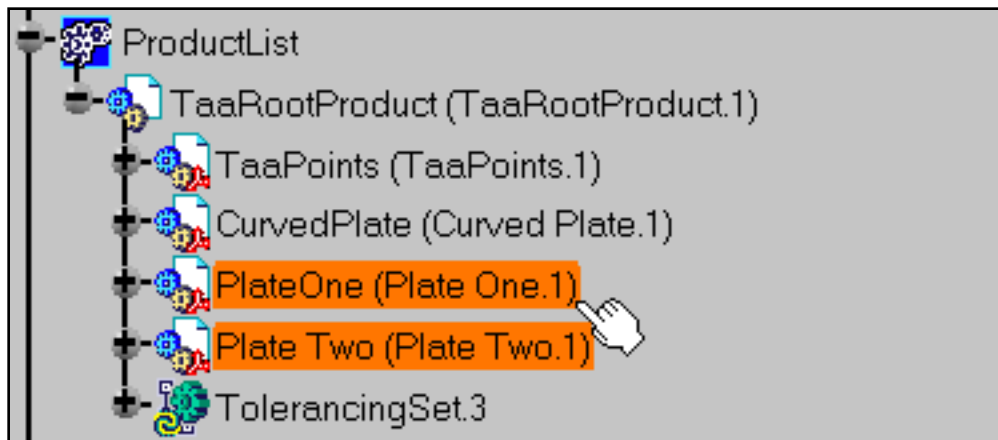 ProductList
TaaRootProduct (TaaRootProduct.1)
TaaPoints (TaaPoints.1)
CurvedPlate (Curved Plate.1)
PlateOne (Plate One.1)
Plate Two (Plate Two.1)
TolerancingSet.3